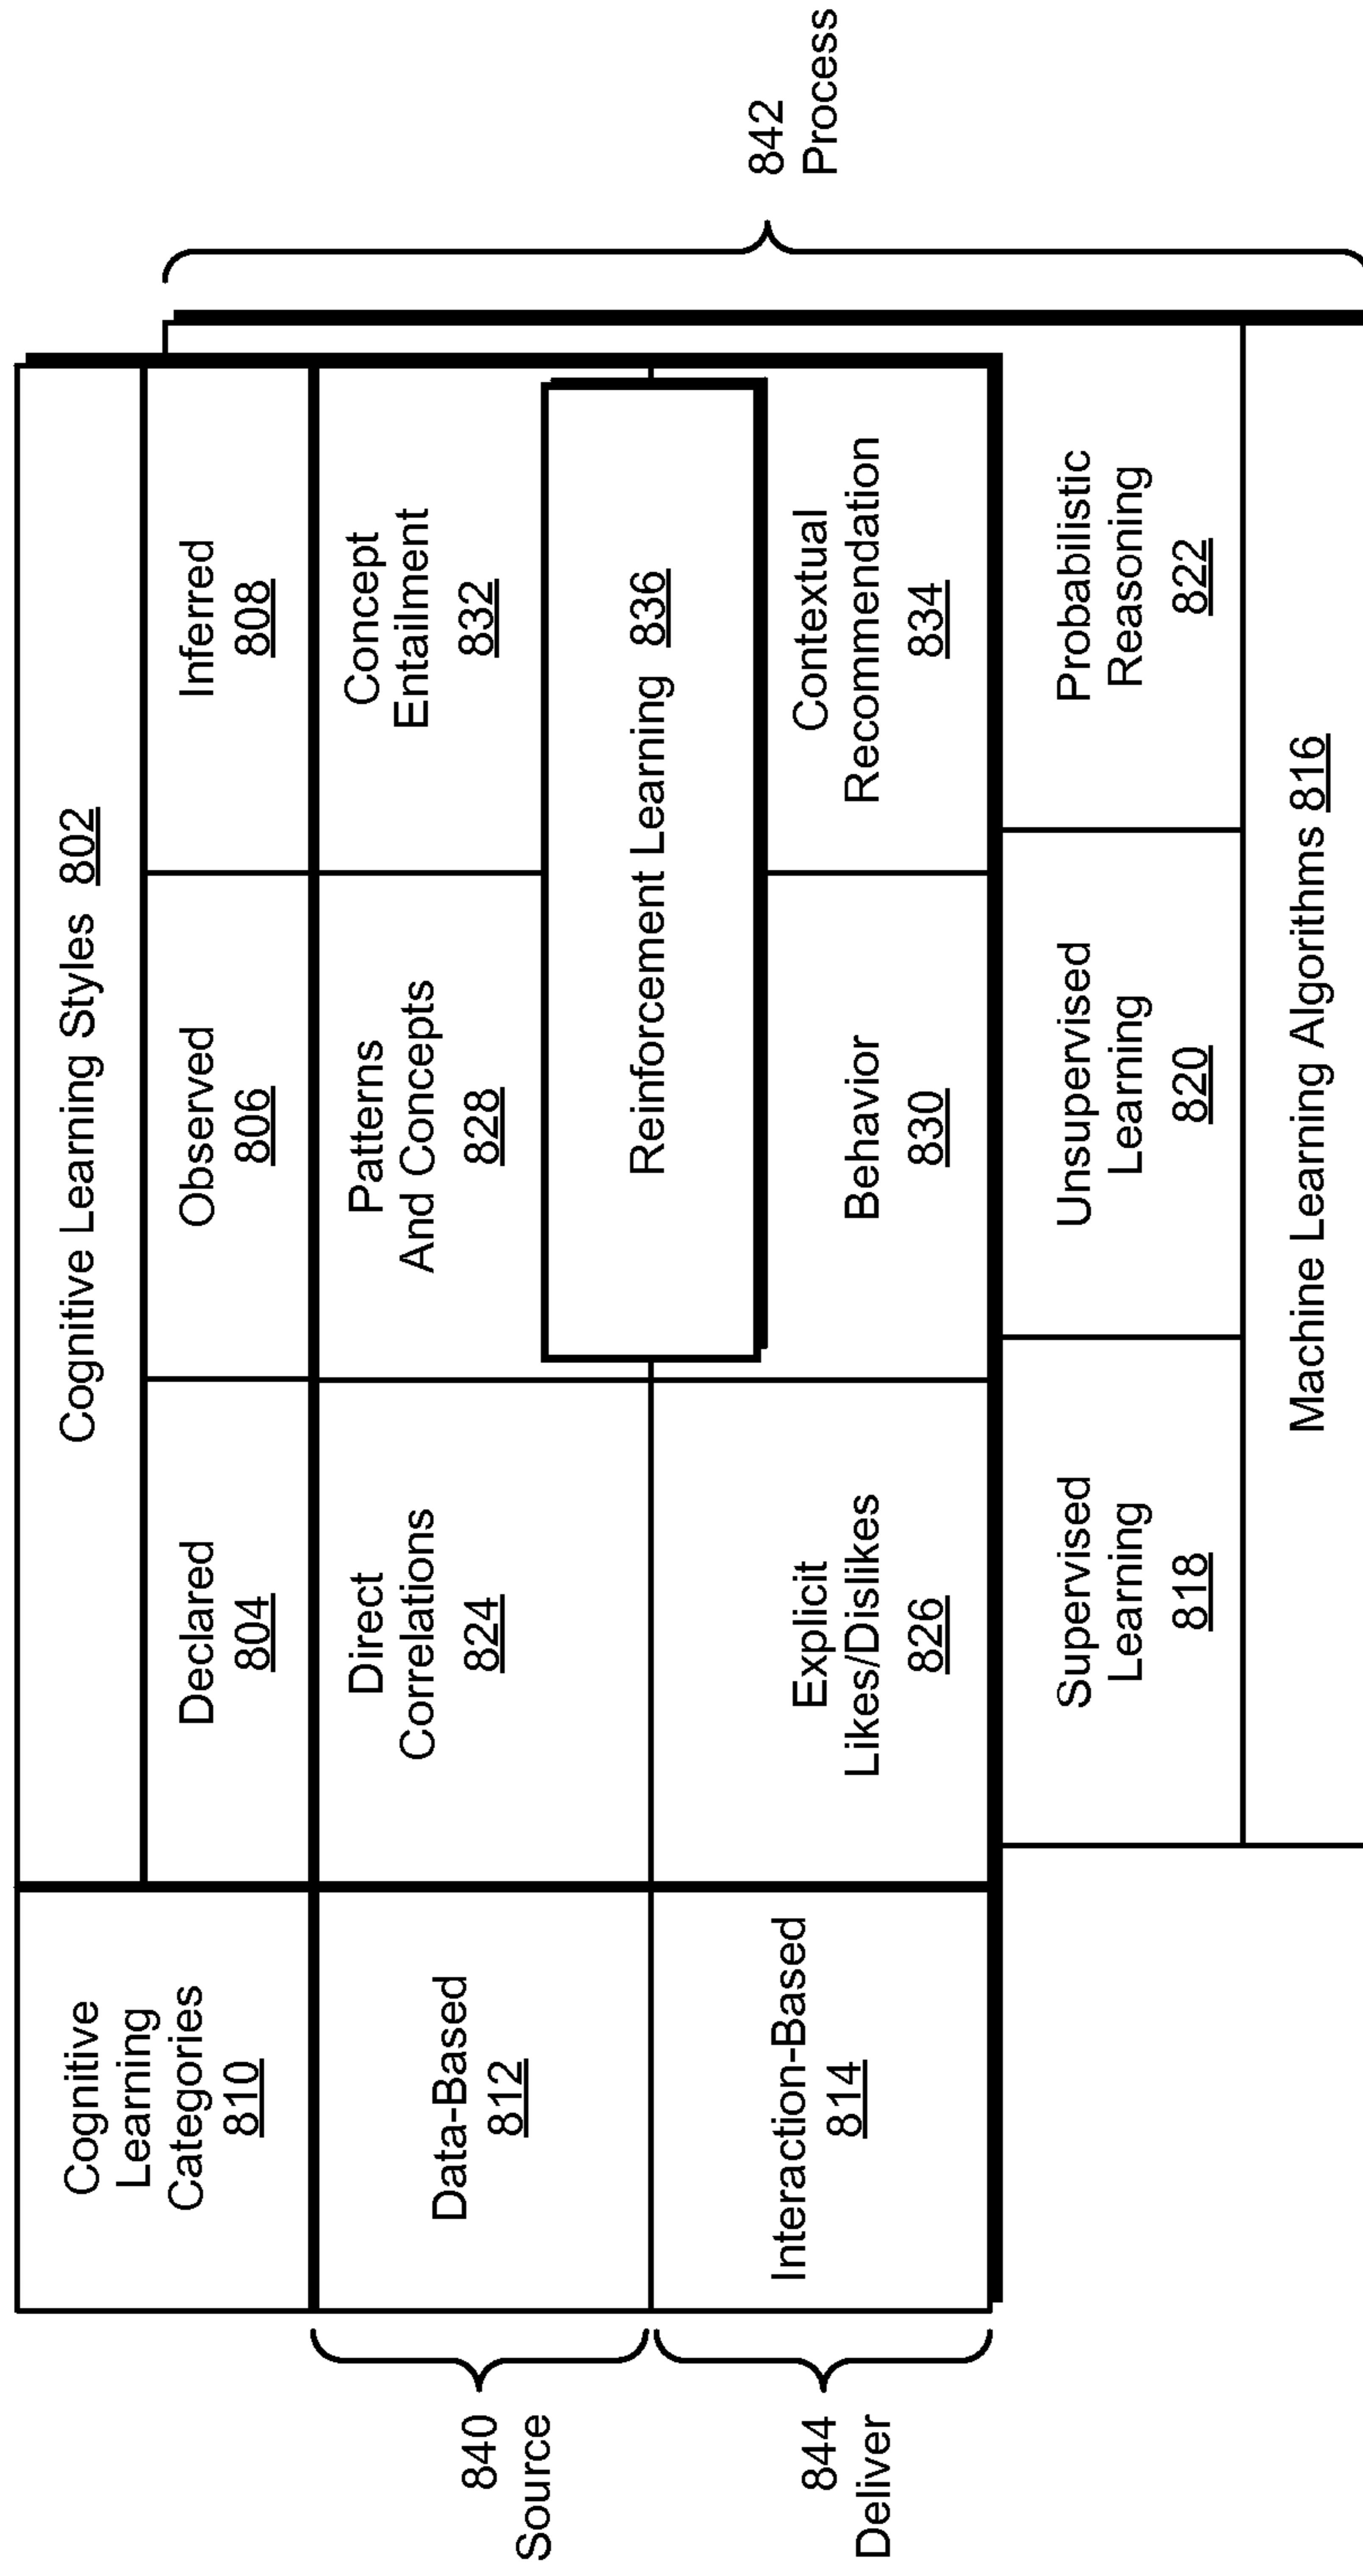 Cognitive
Learning
Categories
810
Cognitive Learning Styles 802
Declared
804
Observed
806
Inferred
808
840
Source
Data-Based
812
Direct
Correlations
824
Patterns
And Concepts
828
Concept
Entailment
832
Reinforcement Learning 836
844
Deliver
Interaction-Based
814
Explicit
Likes/Dislikes
826
Behavior
830
Contextual
Recommendation
834
842
Process
Supervised
Learning
818
Unsupervised
Learning
820
Probabilistic
Reasoning
822
Machine Learning Algorithms 816